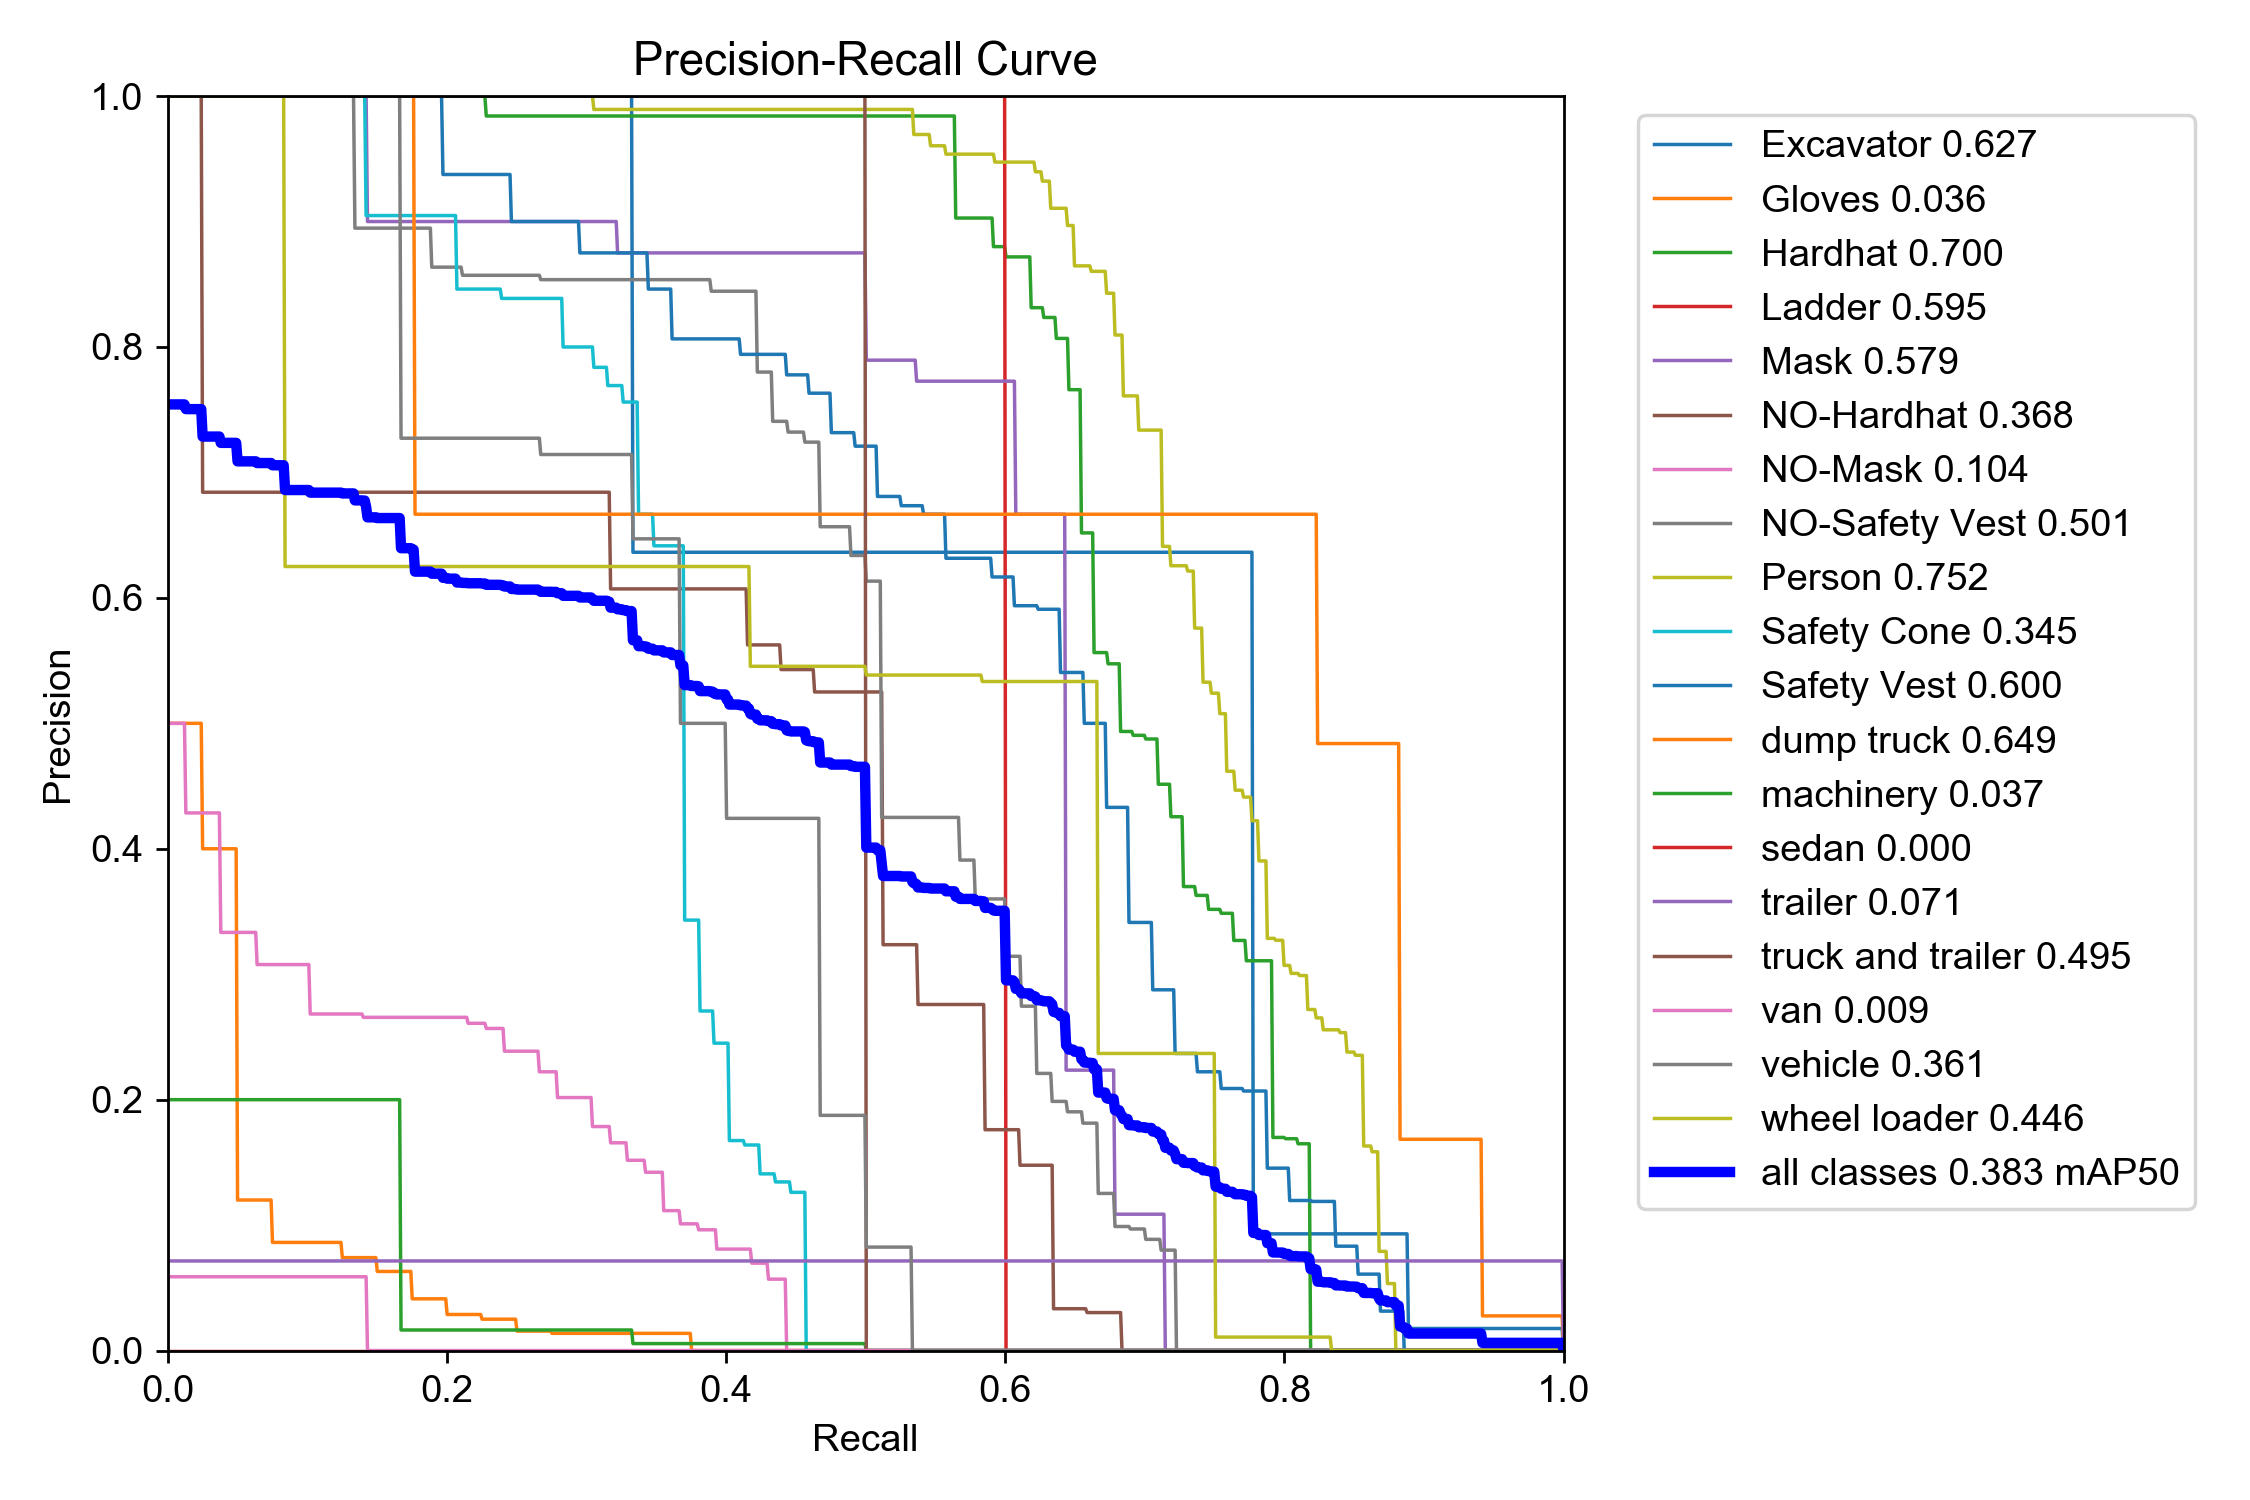 Precision-Recall Curve
1.0
0.8
0.6
0.4
0.2
0.0
Precision
0.0 0.2 0.4 0.6 0.8 1.0
Recall
Excavator 0.627
Gloves 0.036
Hardhat 0.700
Ladder 0.595
Mask 0.579
NO-Hardhat 0.368
NO-Mask 0.104
NO-Safety Vest 0.501
Person 0.752
Safety Cone 0.345
Safety Vest 0.600
dump truck 0.649
machinery 0.037
sedan 0.000
trailer 0.071
truck and trailer 0.495
van 0.009
vehicle 0.361
wheel loader 0.446
all classes 0.383 mAP50